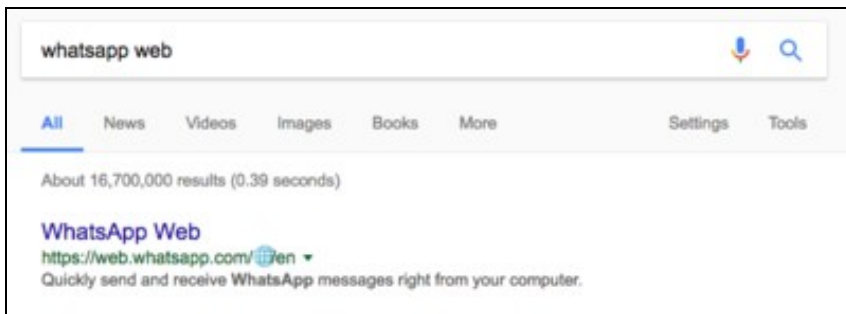 whatsapp web
All News Videos Images Books More Settings Tools
About 16,700,000 results (0.39 seconds)
WhatsApp Web
https://web.whatsapp.com/🌐/en
Quickly send and receive WhatsApp messages right from your computer.